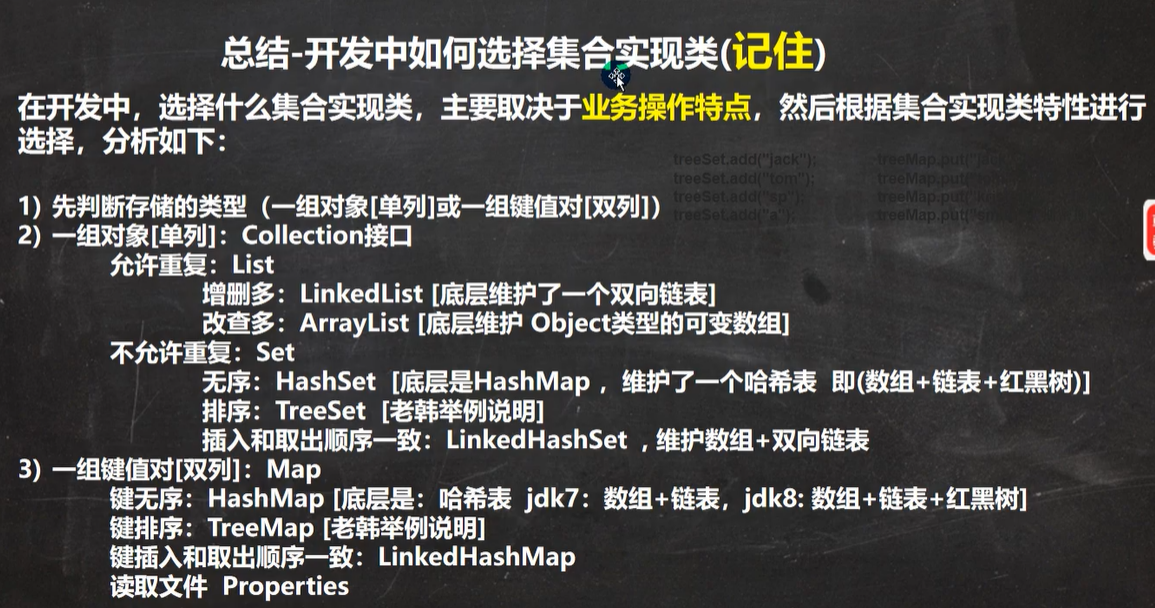 总结-开发中如何选择集合实现类(记住)
在开发中，选择什么集合实现类，主要取决于业务操作特点，然后根据集合实现类特性进行
选择，分析如下：
treeSet.add("jack");
treeSet.add("tom");
treeSet.add("sp");
treeSet.add("a");
treeMap.put("
treeMap.put("
treeMap.put("
treeMap.put("
1) 先判断存储的类型（一组对象[单列]或一组键值对[双列]）
2) 一组对象[单列]：Collection接口
允许重复：List
增删多：LinkedList [底层维护了一个双向链表]
改查多：ArrayList [底层维护 Object类型的可变数组]
不允许重复：Set
无序：HashSet [底层是HashMap ，维护了一个哈希表 即(数组+链表+红黑树)]
排序：TreeSet [老韩举例说明]
插入和取出顺序一致：LinkedHashSet ，维护数组+双向链表
3) 一组键值对[双列]：Map
键无序：HashMap [底层是：哈希表 jdk7：数组+链表，jdk8: 数组+链表+红黑树]
键排序：TreeMap [老韩举例说明]
键插入和取出顺序一致：LinkedHashMap
读取文件 Properties